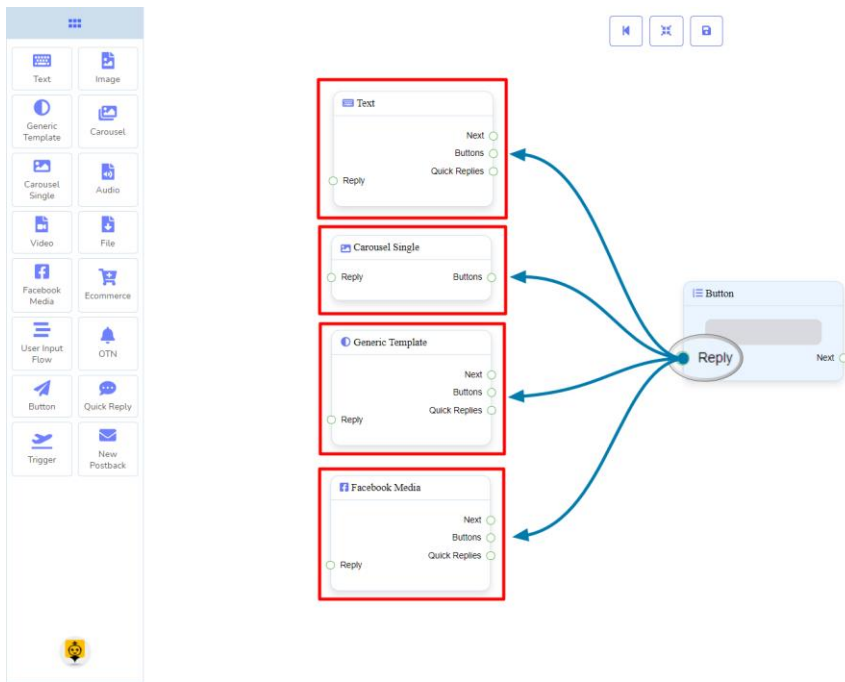 Text
Image
Generic
Template
Carousel
Carousel
Single
Audio
Video
File
Facebook
Media
Ecommerce
User Input
Flow
OTN
Button
Quick Reply
Trigger
New
Postback
Text
Next
Buttons
Quick Replies
Reply
Carousel Single
Reply
Buttons
Generic Template
Next
Buttons
Quick Replies
Reply
Facebook Media
Next
Buttons
Quick Replies
Reply
Button
Reply
Next